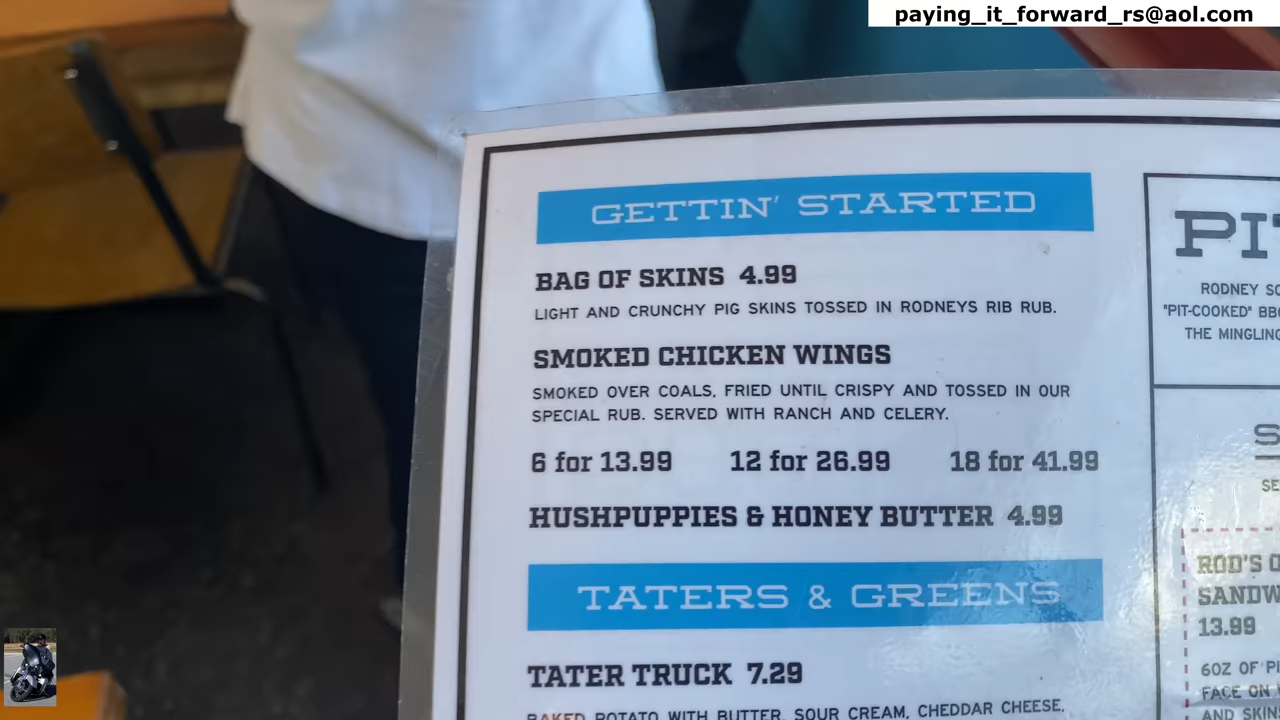 paying_it_forward_rs@aol.com
GETTIN' STARTED
BAG OF SKINS 4.99
LIGHT AND CRUNCHY PIG SKINS TOSSED IN RODNEYS RIB RUB.
SMOKED CHICKEN WINGS
SMOKED OVER COALS, FRIED UNTIL CRISPY AND TOSSED IN OUR
SPECIAL RUB. SERVED WITH RANCH AND CELERY.
6 for 13.99 12 for 26.99 18 for 41.99
HUSHPUPPIES & HONEY BUTTER 4.99
TATERS & GREENS
TATER TRUCK 7.29
BAKED POTATO WITH BUTTER, SOUR CREAM, CHEDDAR CHEESE,
RODNEY
"PIT-COOKED"
THE
ROD'S
13.99
6OZ OF
FACE ON
AND